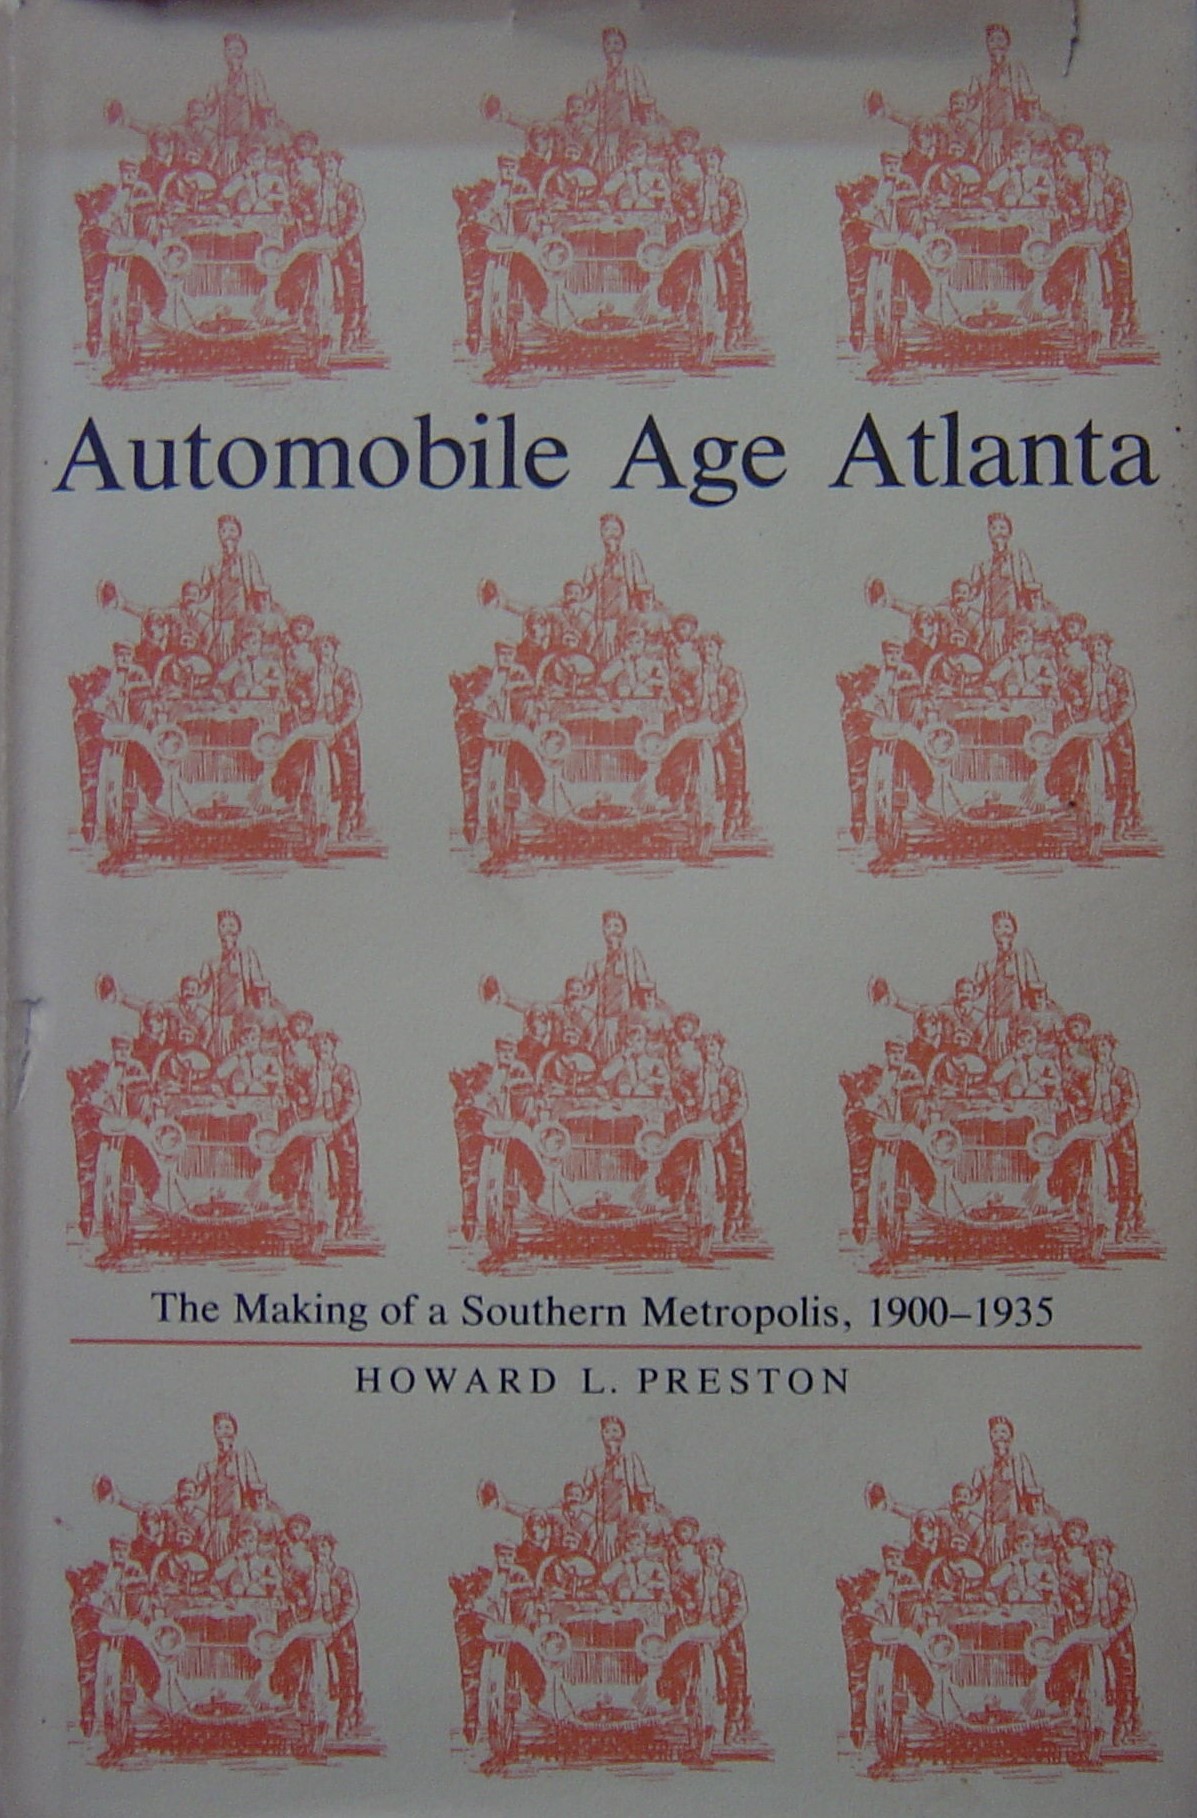 Automobile Age Atlanta
The Making of a Southern Metropolis, 1900–1935
HOWARD L. PRESTON